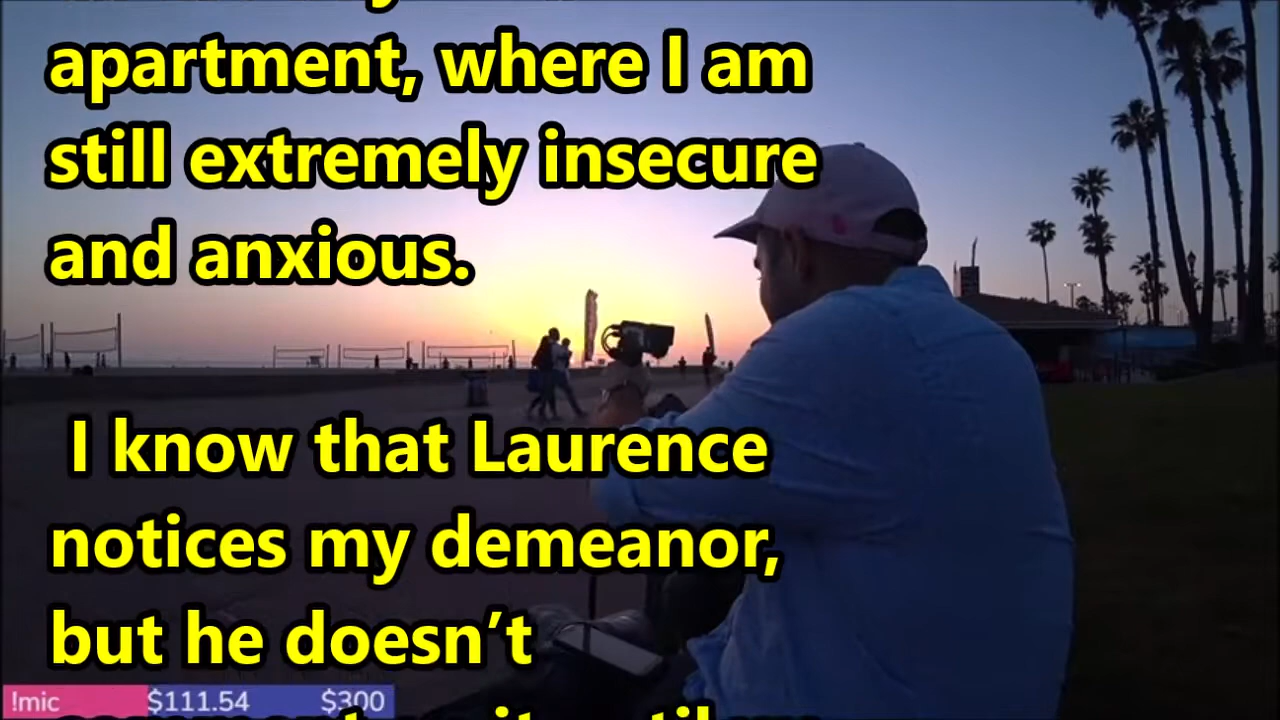 apartment, where I am
still extremely insecure
and anxious.
I know that Laurence
notices my demeanor,
but he doesn’t
!mic $111.54 $300